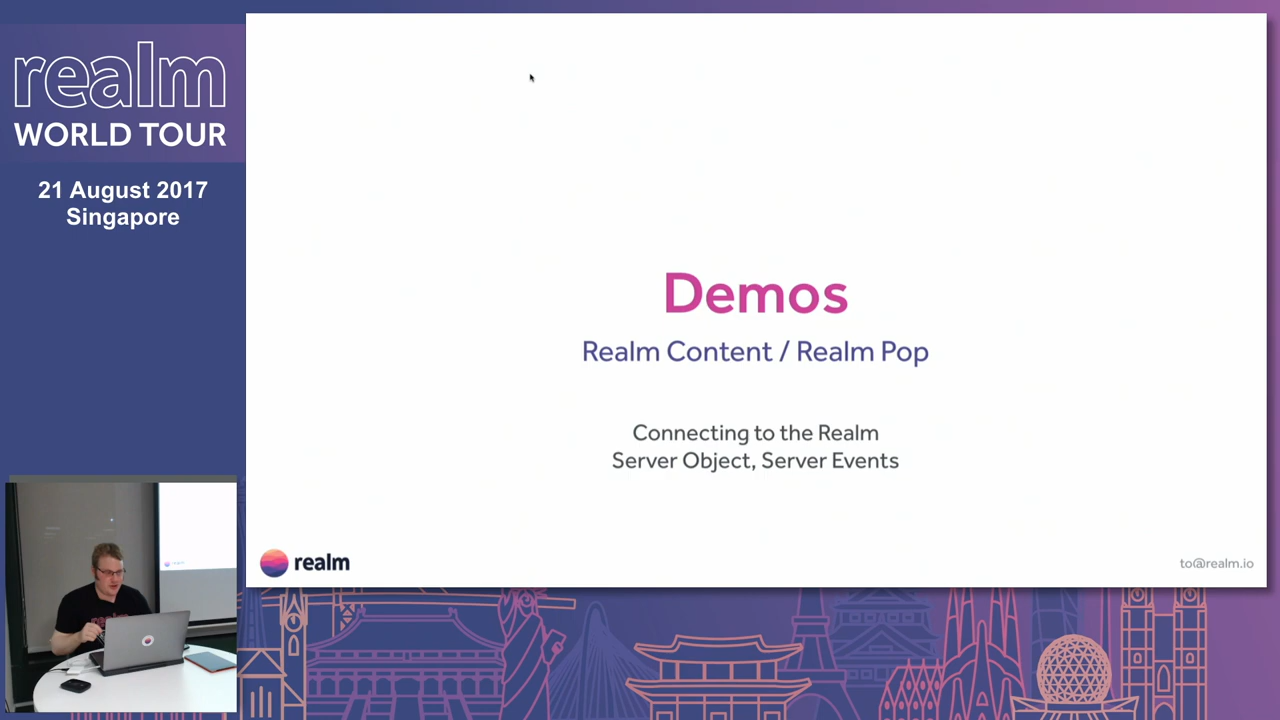 realm
WORLD TOUR
21 August 2017
Singapore
Demos
Realm Content / Realm Pop
Connecting to the Realm
Server Object, Server Events
realm
to@realm.io